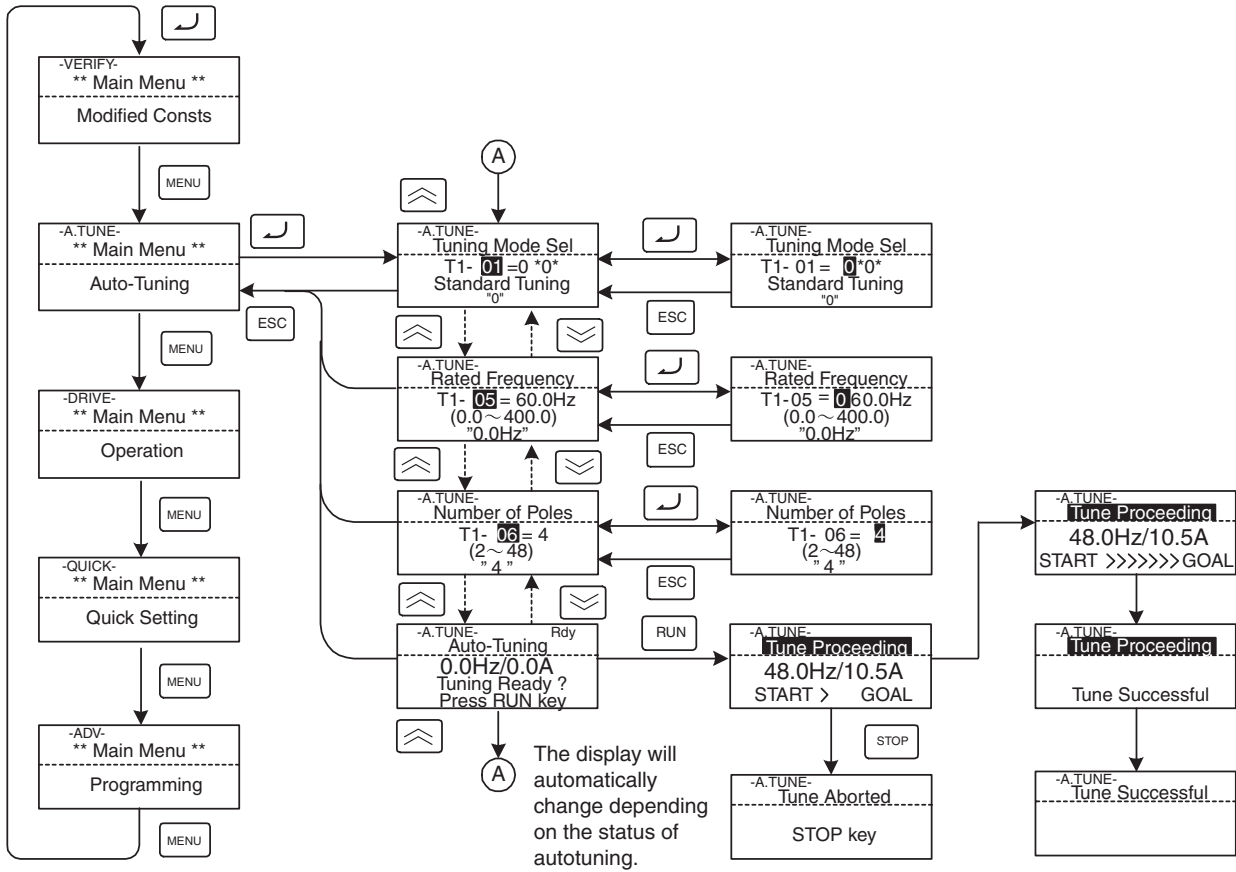 -VERIFY-
** Main Menu **
Modified Consts
MENU
-A.TUNE-
** Main Menu **
Auto-Tuning
MENU
-DRIVE-
** Main Menu **
Operation
MENU
-QUICK-
** Main Menu **
Quick Setting
MENU
-ADV-
** Main Menu **
Programming
MENU
ESC
A
-A.TUNE-
Tuning Mode Sel
T1- 01 =0 *0*
Standard Tuning
"0"
-A.TUNE-
Tuning Mode Sel
T1- 01= 0 *0*
Standard Tuning
"0"
ESC
-A.TUNE-
Rated Frequency
T1- 05 = 60.0Hz
(0.0~400.0)
"0.0Hz"
-A.TUNE-
Rated Frequency
T1-05 = 060.0Hz
(0.0~400.0)
"0.0Hz"
ESC
-A.TUNE-
Number of Poles
T1- 06 = 4
(2~48)
" 4 "
-A.TUNE-
Number of Poles
T1- 06 = 4
(2~48)
" 4 "
ESC
-A.TUNE- Rdy
Auto-Tuning
0.0Hz/0.0A
Tuning Ready ?
Press RUN key
RUN
A
The display will
automatically
change depending
on the status of
autotuning.
-A.TUNE-
Tune Proceeding
48.0Hz/10.5A
START > GOAL
STOP
-A.TUNE-
Tune Aborted
STOP key
-A.TUNE-
Tune Proceeding
48.0Hz/10.5A
START >>>>>>> GOAL
-A.TUNE-
Tune Proceeding
Tune Successful
-A.TUNE-
Tune Successful